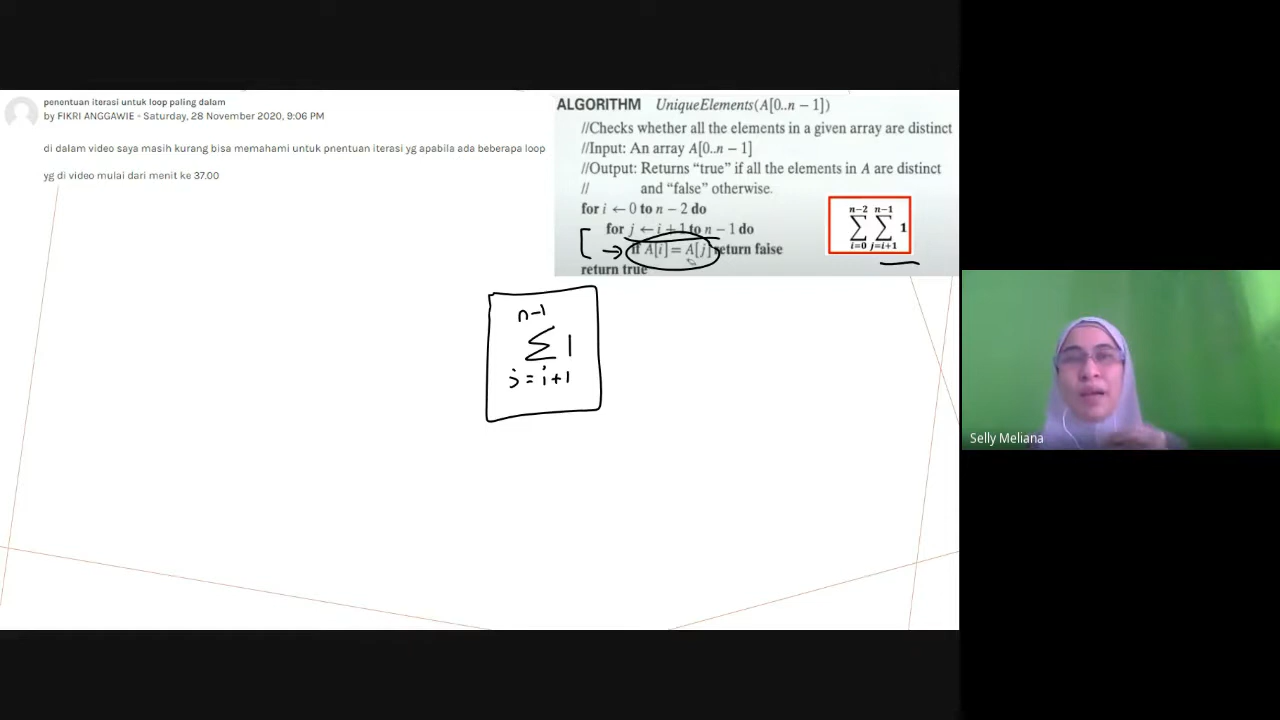 penentuan iterasi untuk loop paling dalam
by FIKRI ANGGAWIE - Saturday, 28 November 2020, 9:06 PM
di dalam video saya masih kurang bisa memahami untuk pnentuan iterasi yg apabila ada beberapa loop
yg di video mulai dari menit ke 37.00
ALGORITHM UniqueElements(A[0..n − 1])
//Checks whether all the elements in a given array are distinct
//Input: An array A[0..n − 1]
//Output: Returns “true” if all the elements in A are distinct
// and “false” otherwise.
for i ← 0 to n − 2 do
for j ← i + 1 to n − 1 do
if A[i] = A[j] return false
return true
n−2 n−1
∑ ∑ 1
i=0 j=i+1
n-1
∑ 1
j = i+1
Selly Meliana